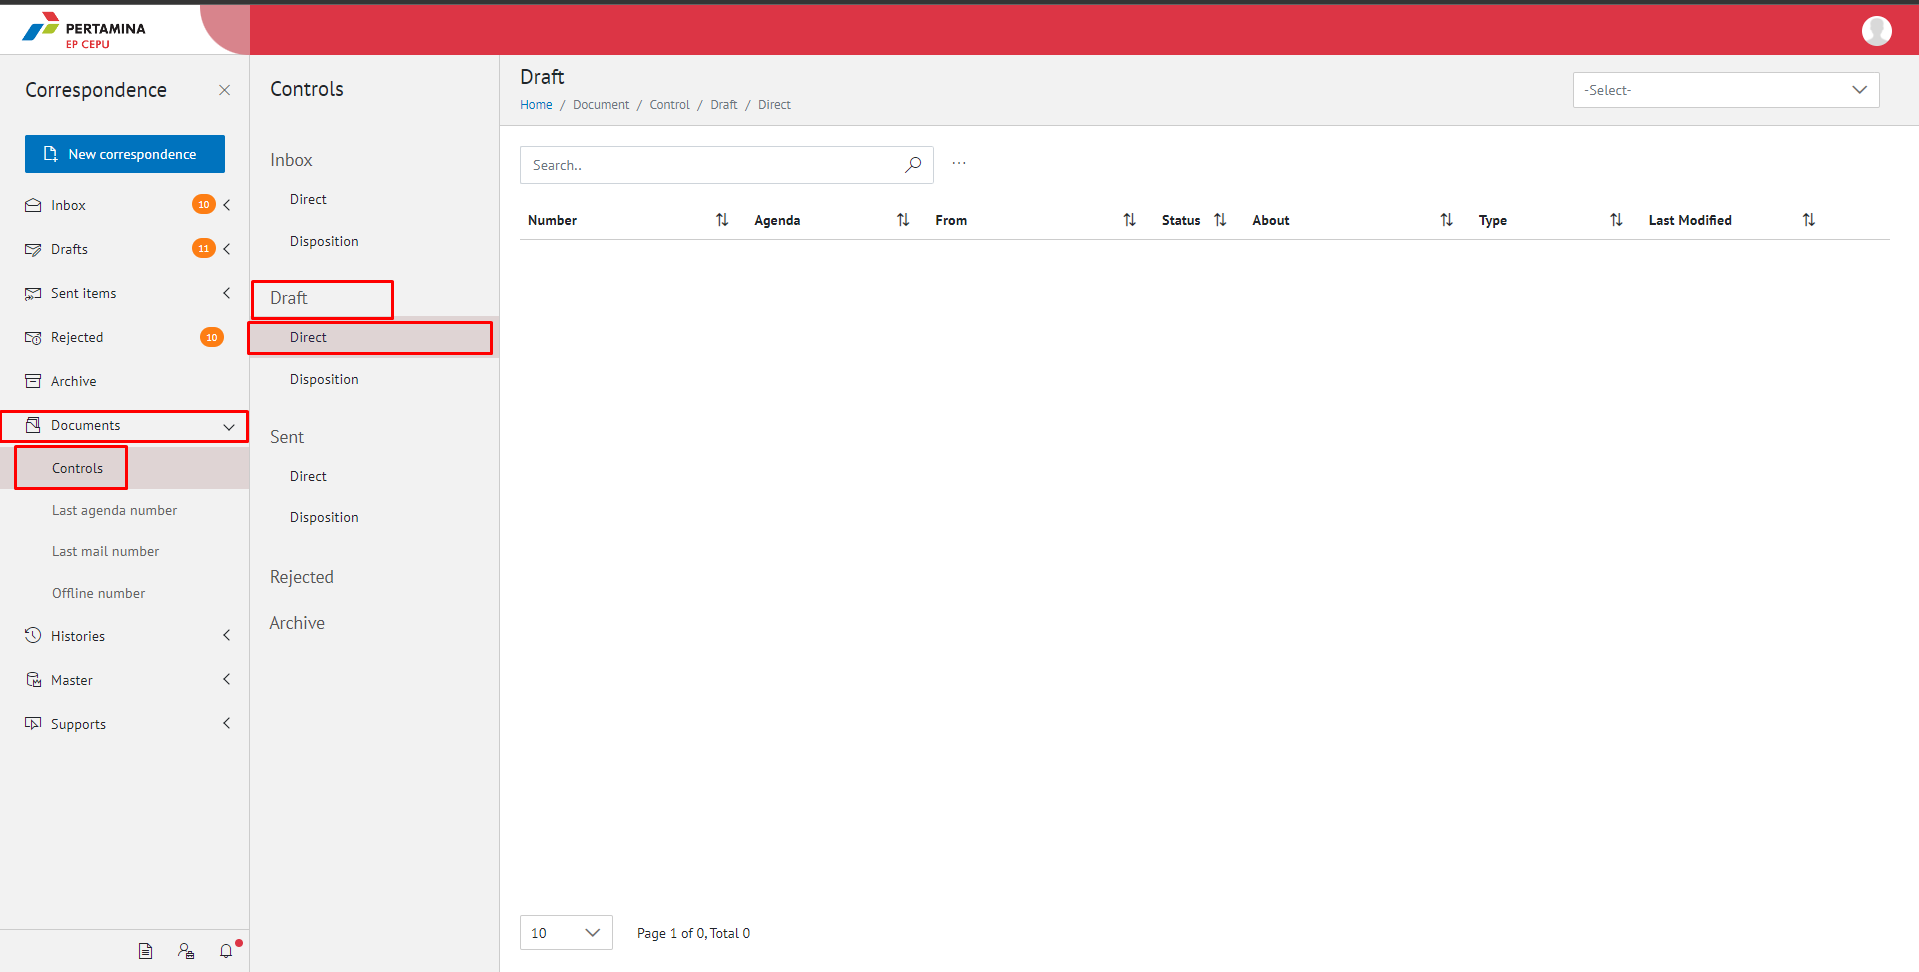 PERTAMINA
EP CEPU
Correspondence
New correspondence
Inbox 10
Drafts 11
Sent items
Rejected 10
Archive
Documents
Controls
Last agenda number
Last mail number
Offline number
Histories
Master
Supports
Controls
Inbox
Direct
Disposition
Draft
Direct
Disposition
Sent
Direct
Disposition
Rejected
Archive
Draft
Home / Document / Control / Draft / Direct
-Select-
Search..
...
Number Agenda From Status About Type Last Modified
10 Page 1 of 0, Total 0